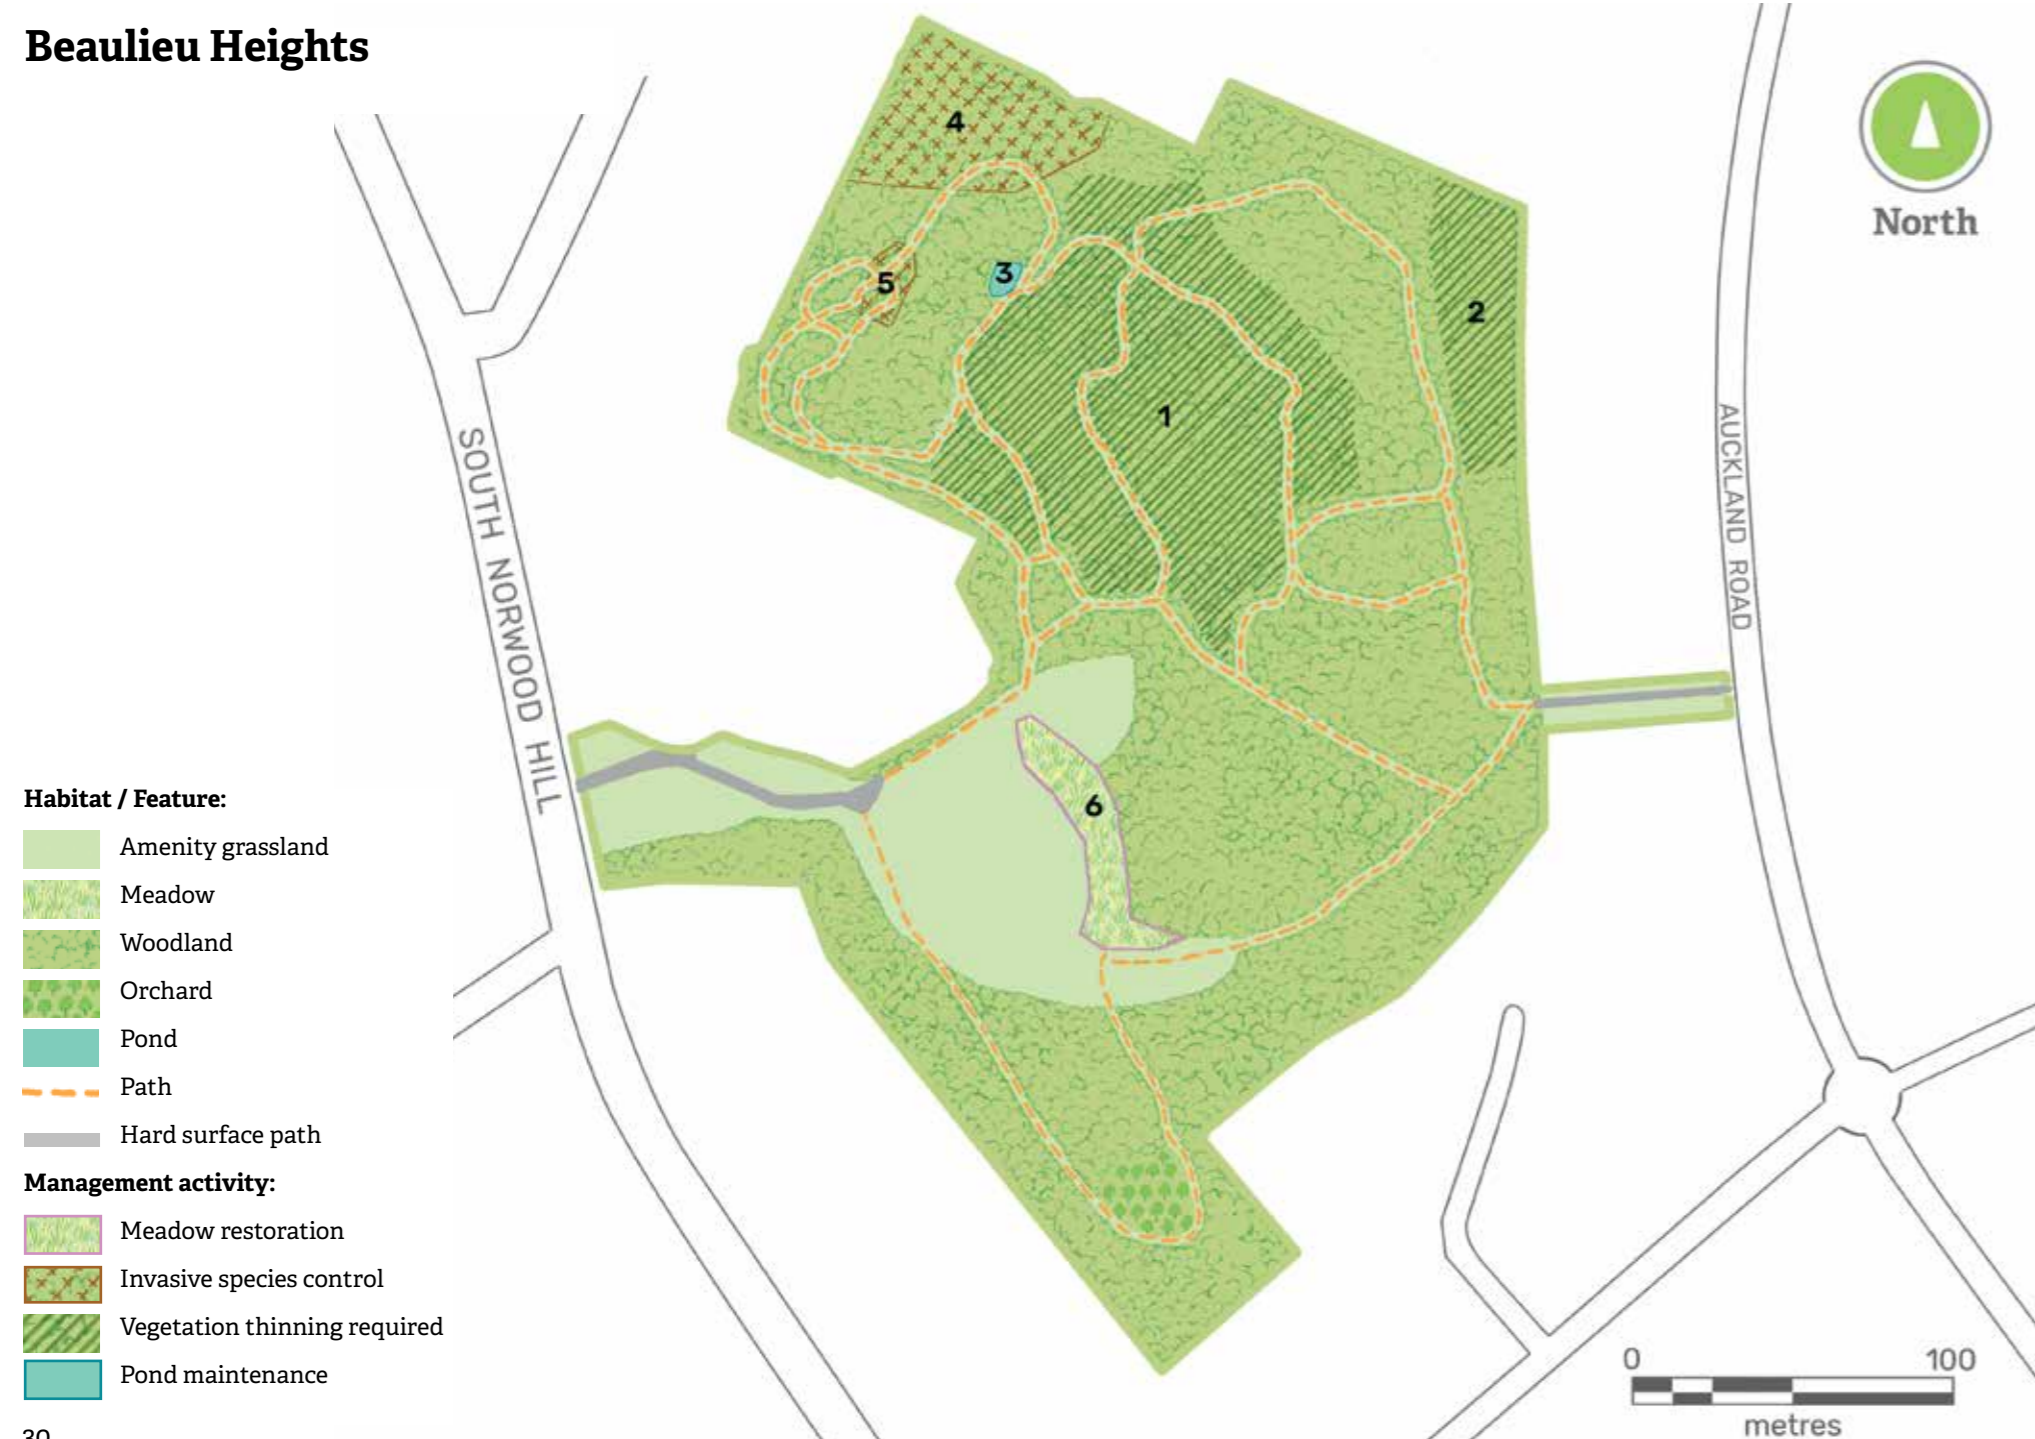 Beaulieu Heights
North
4
5
3
2
1
6
SOUTH NORWOOD HILL
AUCKLAND ROAD
Habitat / Feature:
Amenity grassland
Meadow
Woodland
Orchard
Pond
Path
Hard surface path
Management activity:
Meadow restoration
Invasive species control
Vegetation thinning required
Pond maintenance
0 100
metres
30